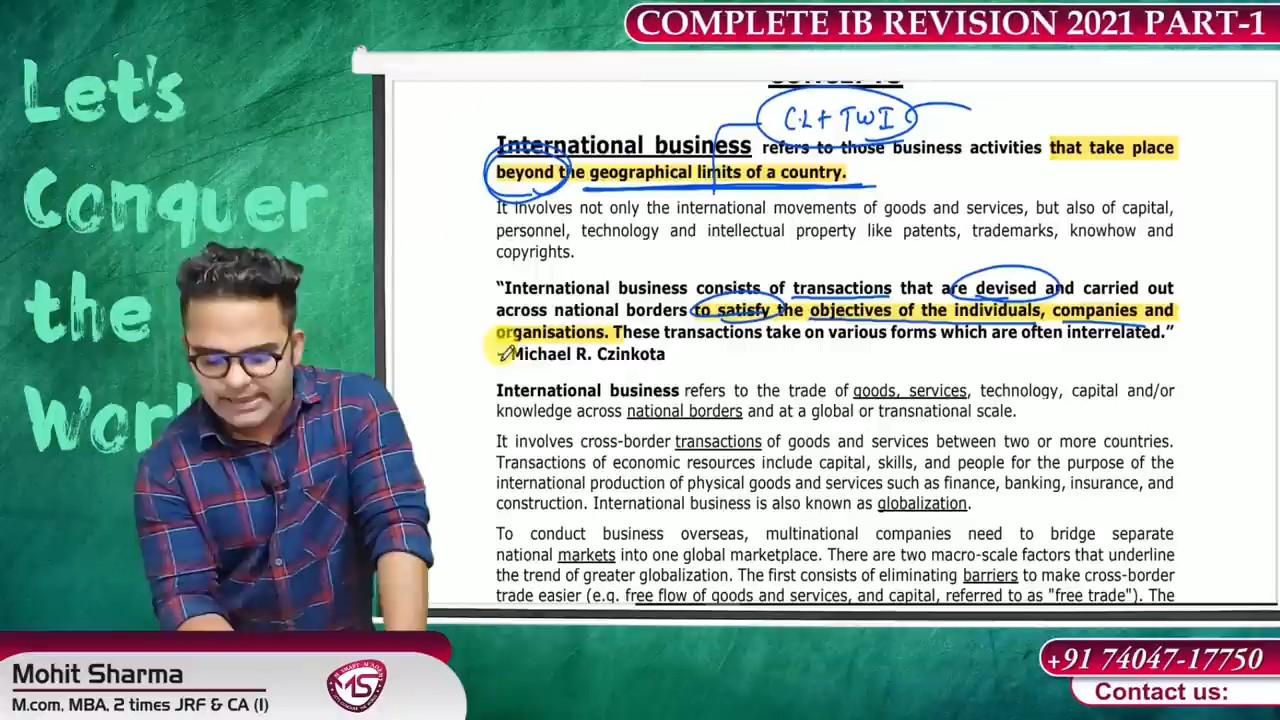 COMPLETE IB REVISION 2021 PART-1
Let's
Conquer
the
CONCEPTS
C.L + TWI
International business refers to those business activities that take place
beyond the geographical limits of a country.
It involves not only the international movements of goods and services, but also of capital,
personnel, technology and intellectual property like patents, trademarks, knowhow and
copyrights.
“International business consists of transactions that are devised and carried out
across national borders to satisfy the objectives of the individuals, companies and
organisations. These transactions take on various forms which are often interrelated.”
Michael R. Czinkota
International business refers to the trade of goods, services, technology, capital and/or
knowledge across national borders and at a global or transnational scale.
It involves cross-border transactions of goods and services between two or more countries.
Transactions of economic resources include capital, skills, and people for the purpose of the
international production of physical goods and services such as finance, banking, insurance, and
construction. International business is also known as globalization.
To conduct business overseas, multinational companies need to bridge separate
national markets into one global marketplace. There are two macro-scale factors that underline
the trend of greater globalization. The first consists of eliminating barriers to make cross-border
trade easier (e.g. free flow of goods and services, and capital, referred to as "free trade"). The
Mohit Sharma
M.com, MBA, 2 times JRF & CA (I)
MS
+91 74047-17750
Contact us: